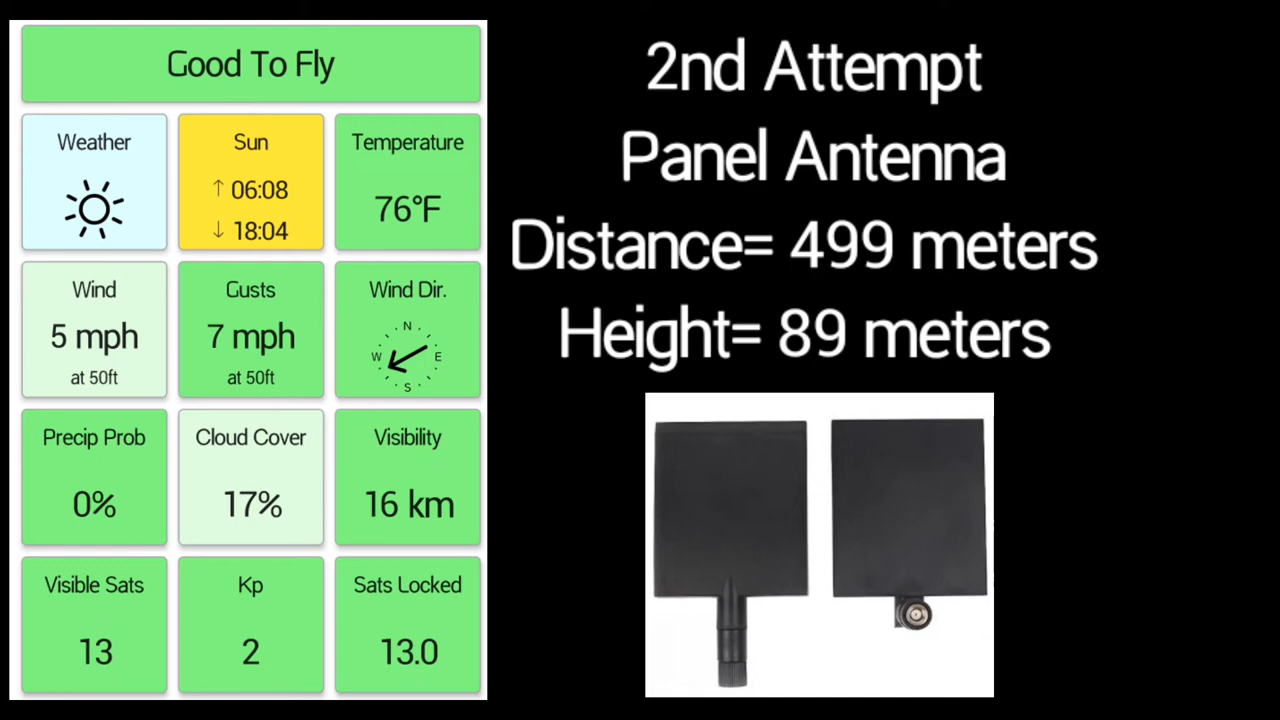 Good To Fly
Weather
Sun
↑ 06:08
↓ 18:04
Temperature
76°F
Wind
5 mph
at 50ft
Gusts
7 mph
at 50ft
Wind Dir.
N
W E
S
Precip Prob
0%
Cloud Cover
17%
Visibility
16 km
Visible Sats
13
Kp
2
Sats Locked
13.0
2nd Attempt
Panel Antenna
Distance= 499 meters
Height= 89 meters